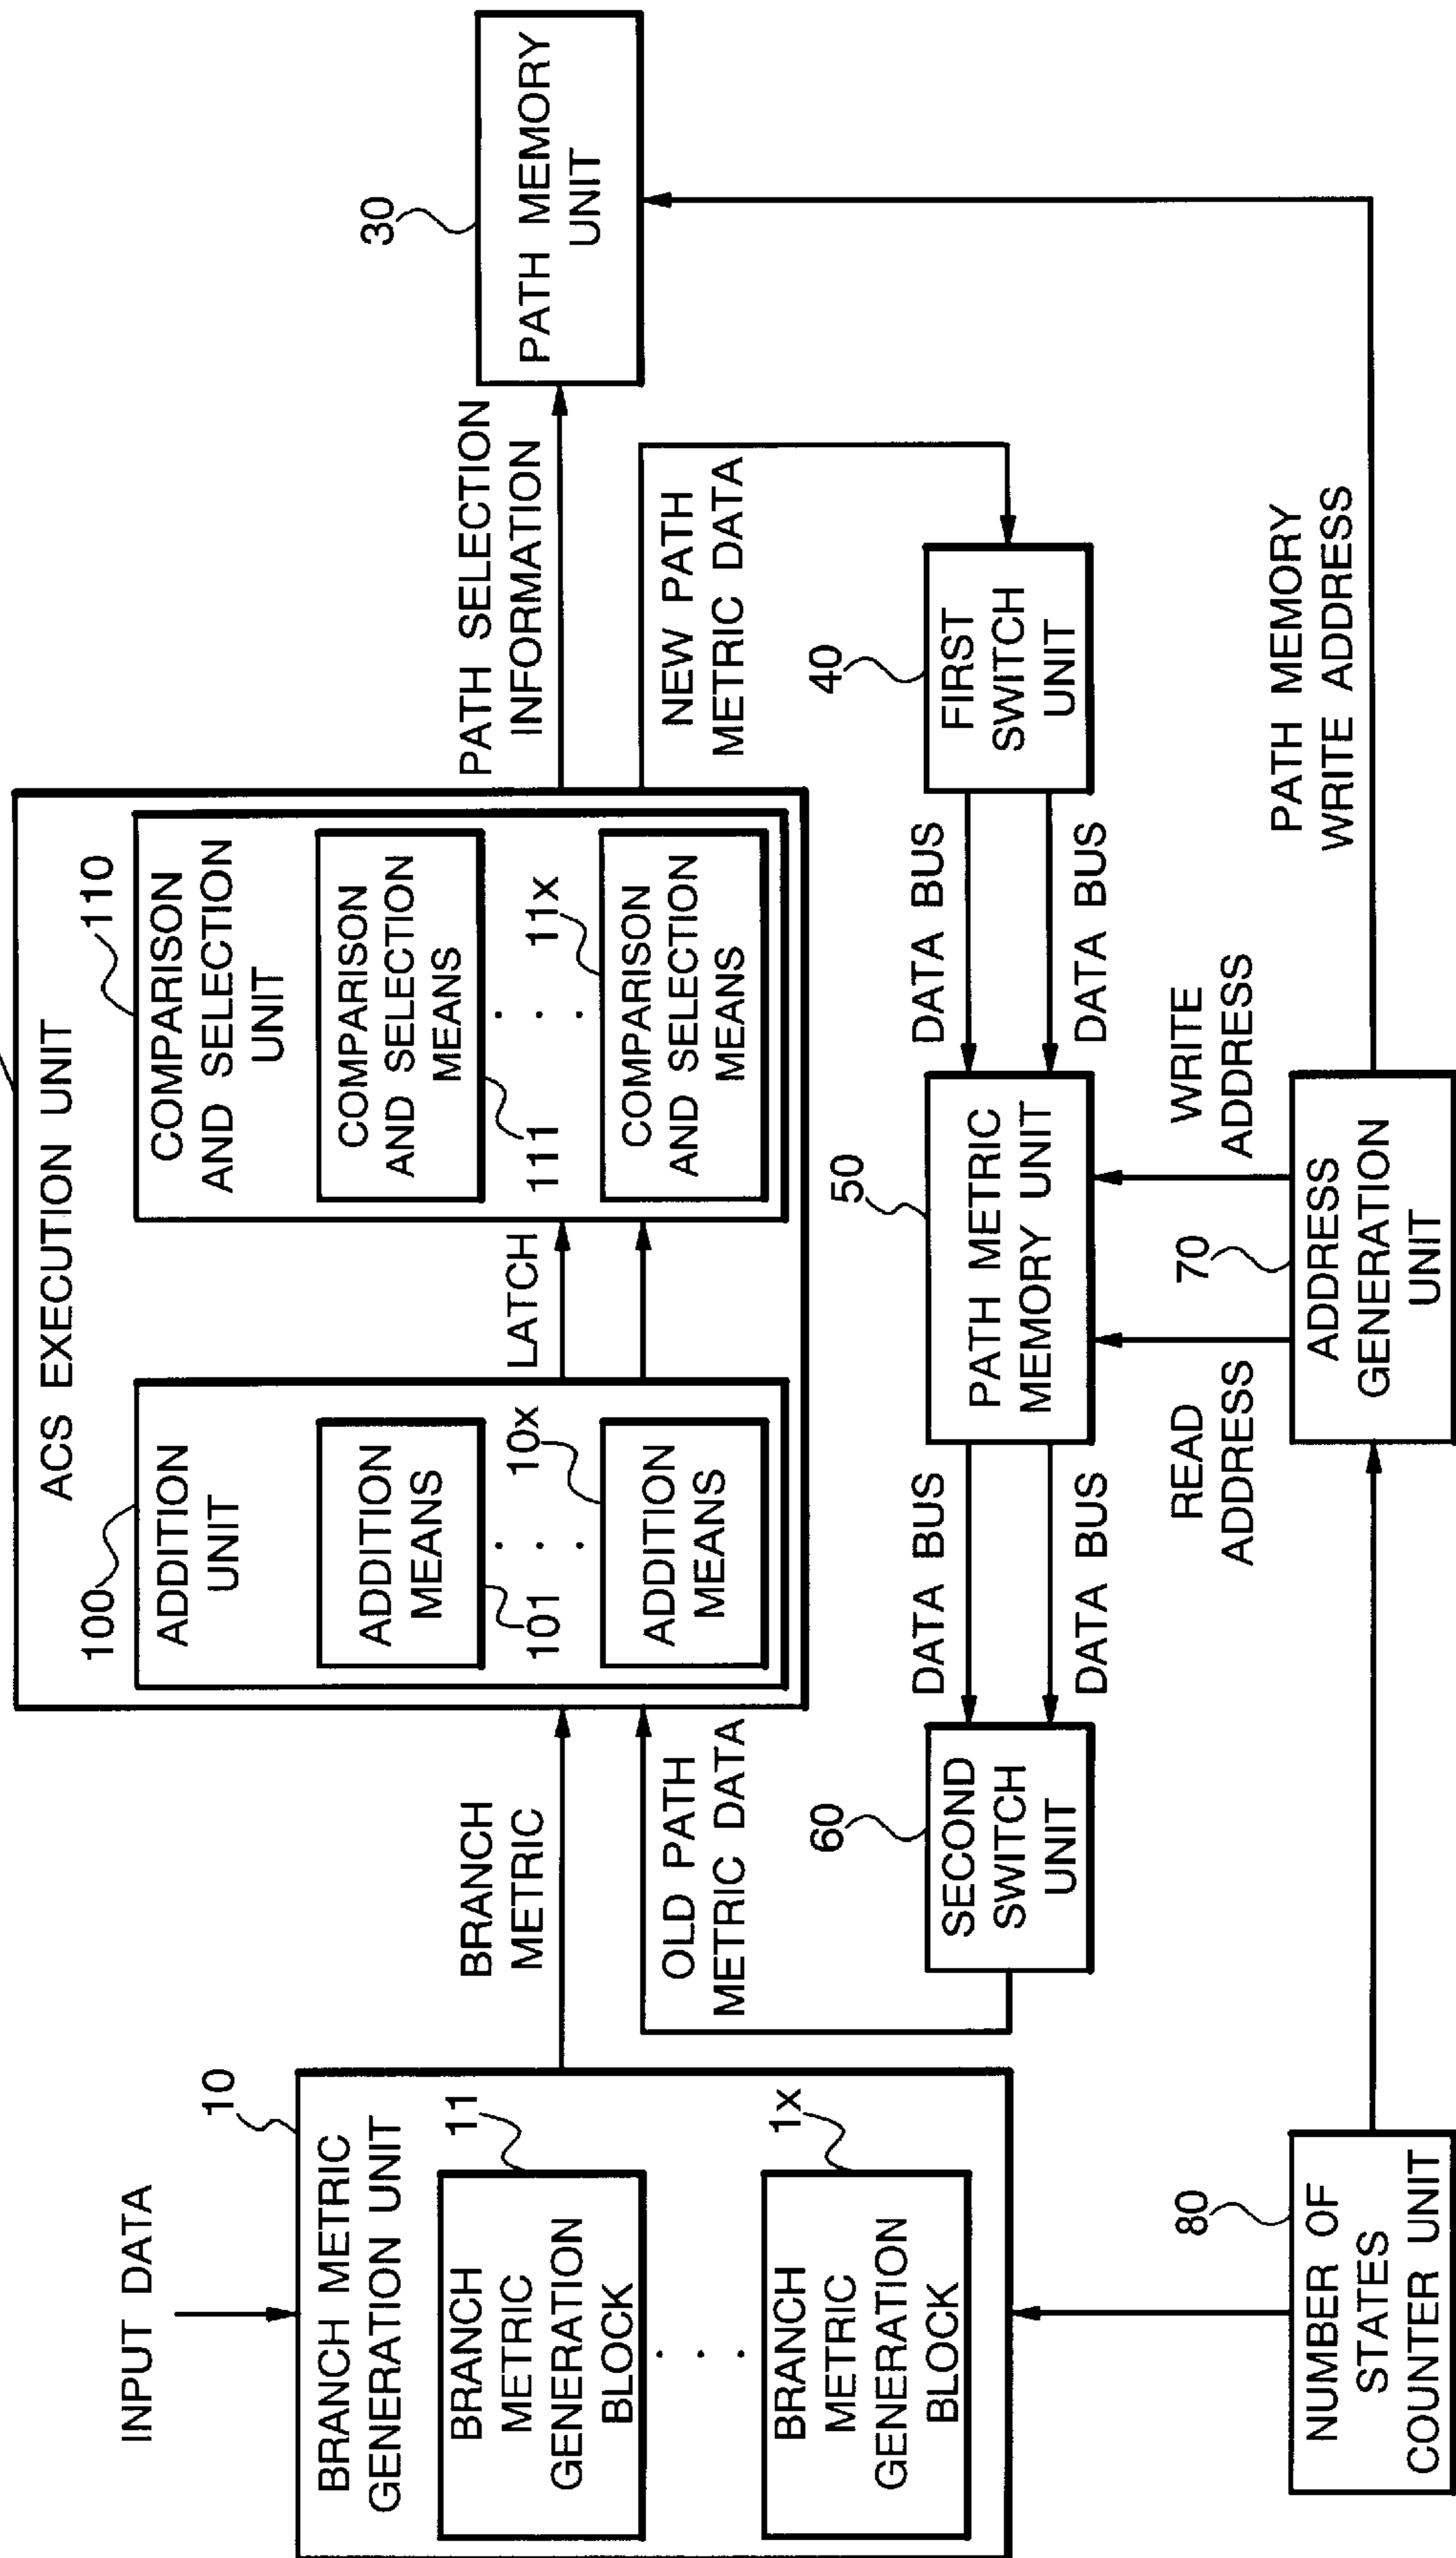 INPUT DATA
10
BRANCH METRIC
GENERATION UNIT
11
BRANCH
METRIC
GENERATION
BLOCK
. . .
1x
BRANCH
METRIC
GENERATION
BLOCK
80
NUMBER OF
STATES
COUNTER UNIT
BRANCH
METRIC
OLD PATH
METRIC DATA
ACS EXECUTION UNIT
100
ADDITION
UNIT
ADDITION
MEANS
101
. . .
10x
ADDITION
MEANS
LATCH
110
COMPARISON
AND SELECTION
UNIT
COMPARISON
AND SELECTION
MEANS
111
. . .
11x
COMPARISON
AND SELECTION
MEANS
PATH SELECTION
INFORMATION
NEW PATH
METRIC DATA
30
PATH MEMORY
UNIT
60
SECOND
SWITCH
UNIT
DATA BUS
DATA BUS
50
PATH METRIC
MEMORY UNIT
DATA BUS
DATA BUS
40
FIRST
SWITCH
UNIT
READ
ADDRESS
WRITE
ADDRESS
70
ADDRESS
GENERATION
UNIT
PATH MEMORY
WRITE ADDRESS